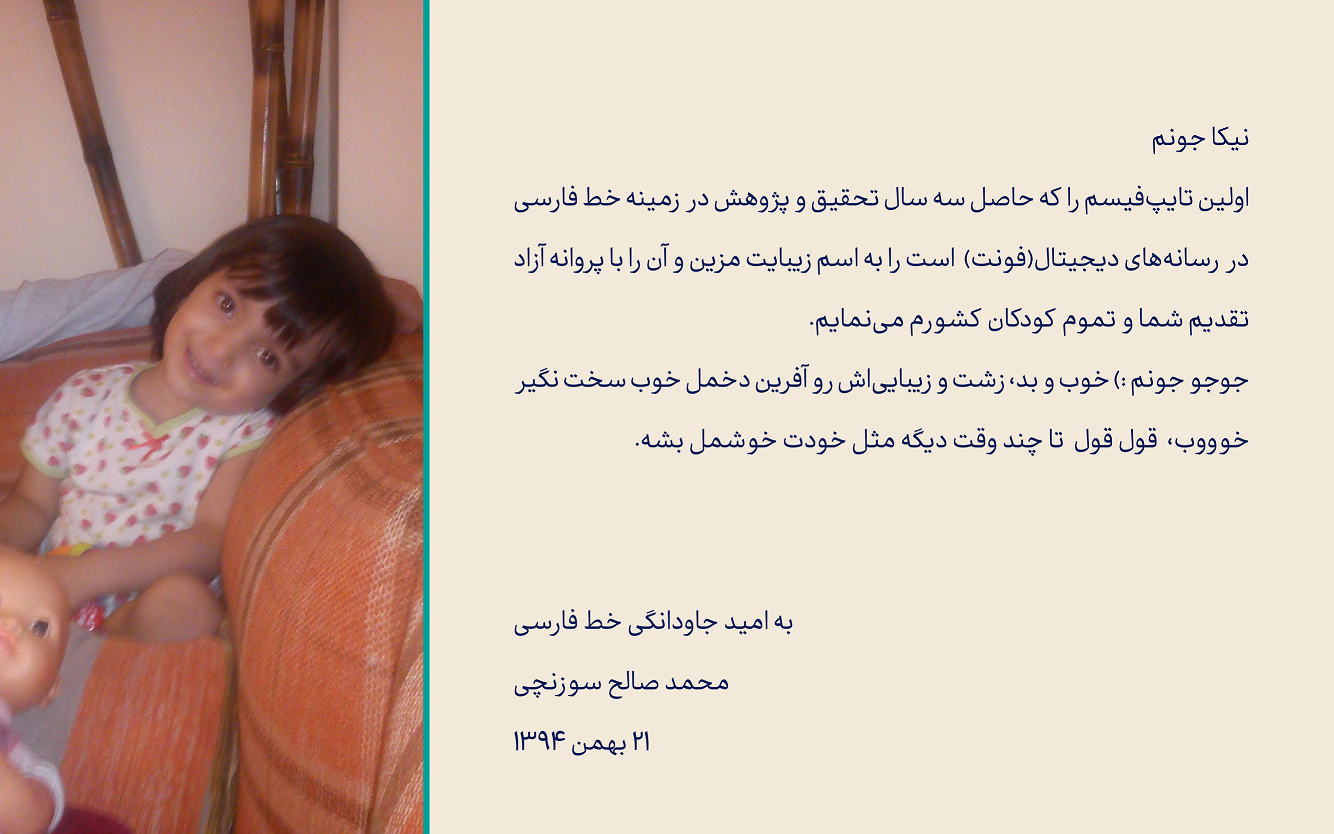 نیکا جونم
اولین تایپ‌فیسم را که حاصل سه سال تحقیق و پژوهش در زمینه خط فارسی
در رسانه‌های دیجیتال(فونت) است را به اسم زیبایت مزین و آن را با پروانه آزاد
تقدیم شما و تموم کودکان کشورم می‌نمایم.
جوجو جونم :) خوب و بد، زشت و زیبایی‌اش رو آفرین دخمل خوب سخت نگیر
خوووب، قول قول تا چند وقت دیگه مثل خودت خوشمل بشه.
به امید جاودانگی خط فارسی
محمد صالح سوزنچی
۲۱ بهمن ۱۳۹۴